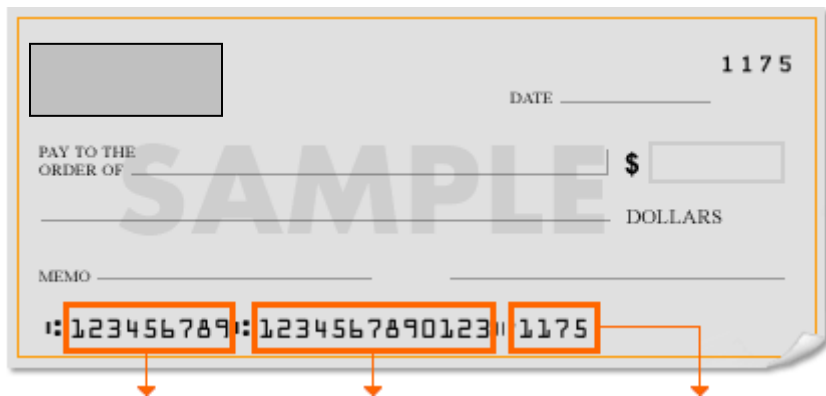 1175
DATE
PAY TO THE
ORDER OF
$
SAMPLE
DOLLARS
MEMO
⑆123456789⑆1234567890123⑈1175